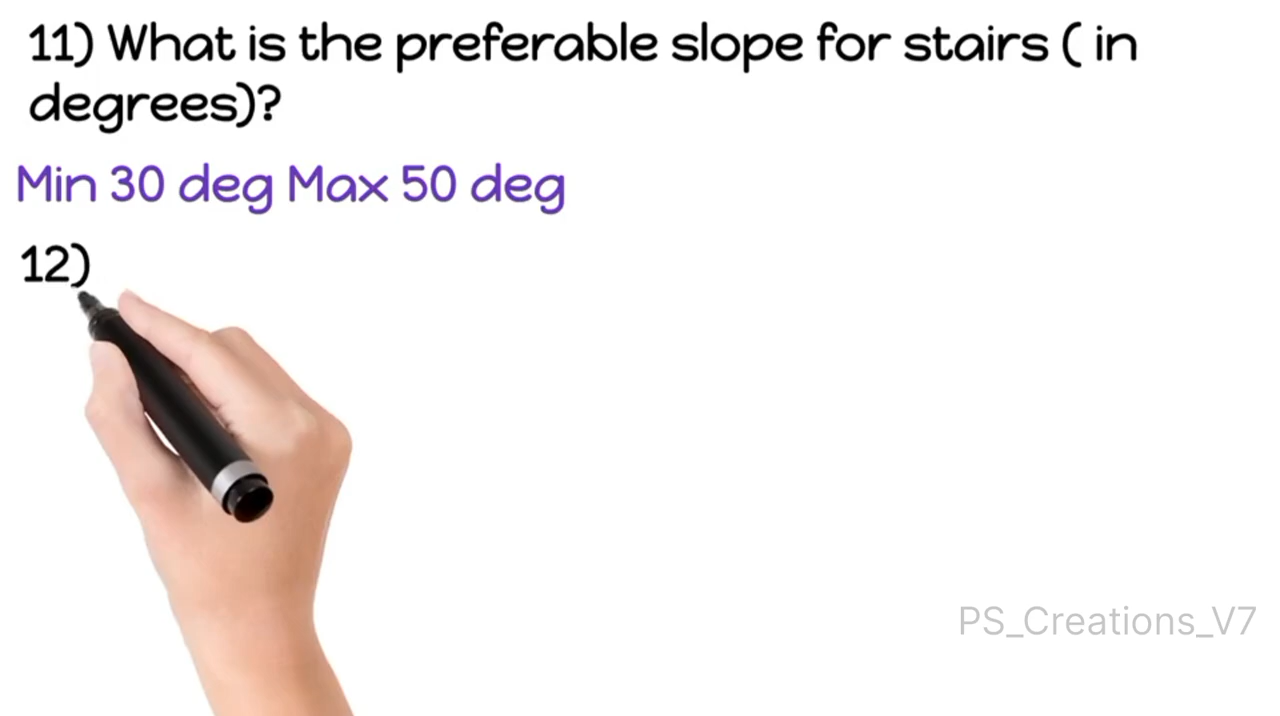 11) What is the preferable slope for stairs ( in
degrees)?
Min 30 deg Max 50 deg
12)
PS_Creations_V7